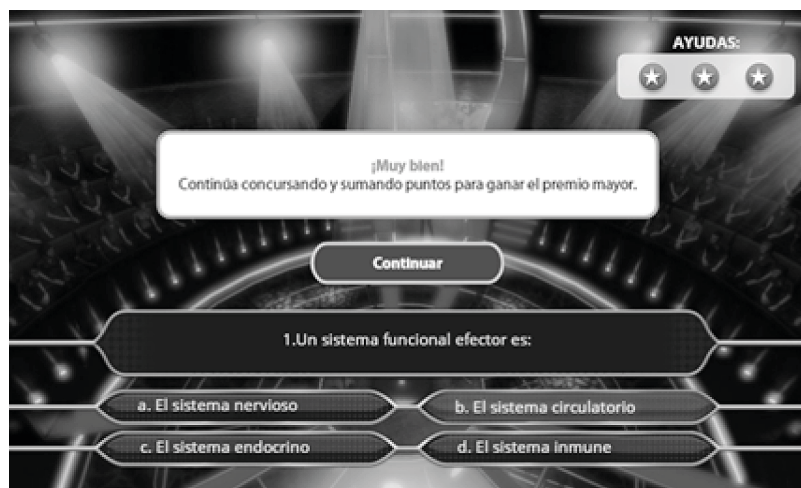 AYUDAS:
¡Muy bien!
Continúa concursando y sumando puntos para ganar el premio mayor.
Continuar
1.Un sistema funcional efector es:
a. El sistema nervioso
b. El sistema circulatorio
c. El sistema endocrino
d. El sistema inmune